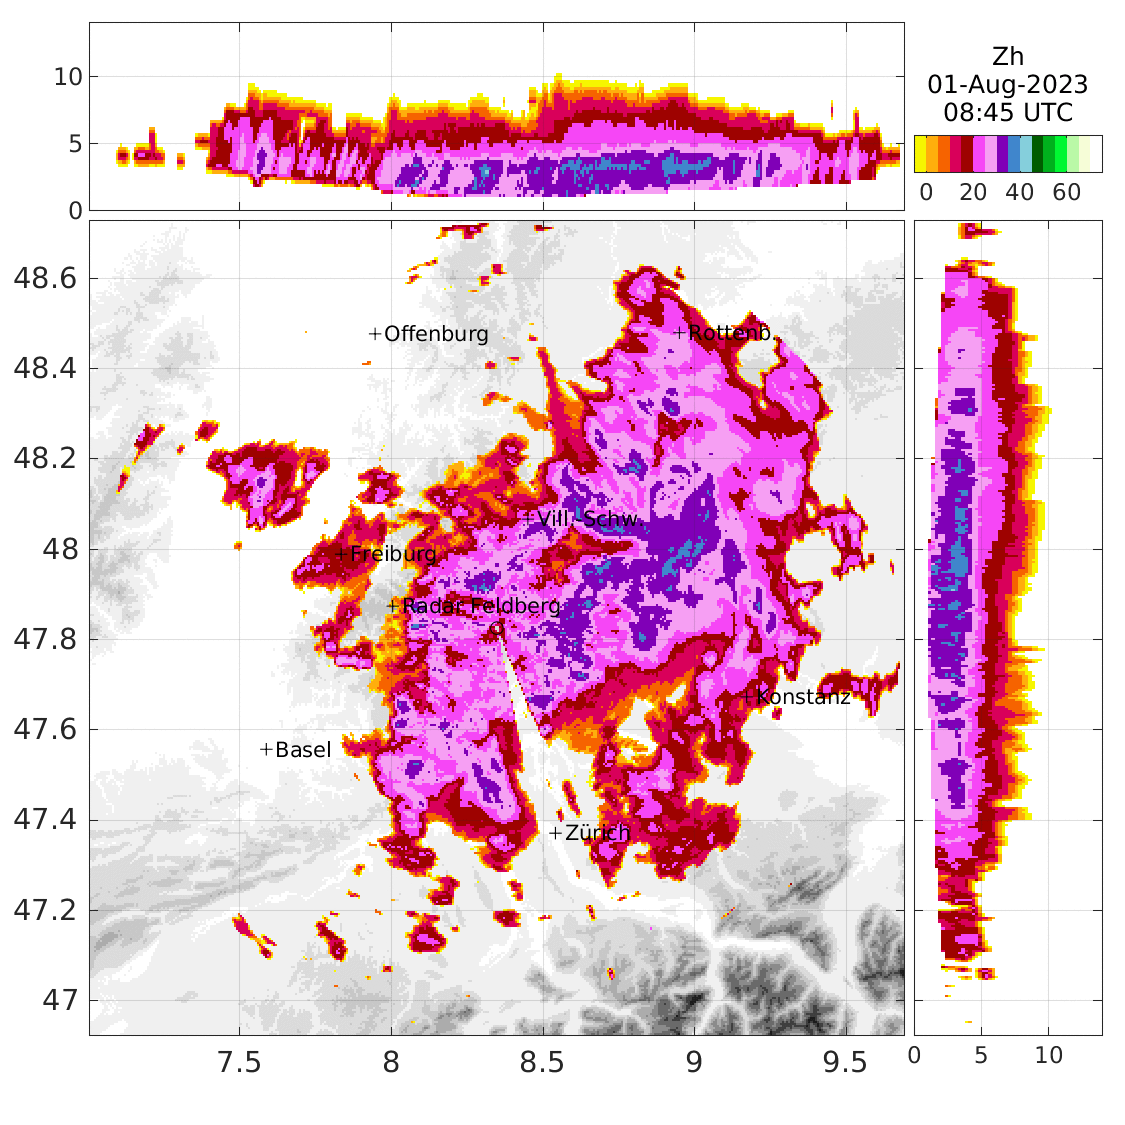 10
5
0
Zh
01-Aug-2023
08:45 UTC
0 20 40 60
48.6
48.4
48.2
48
47.8
47.6
47.4
47.2
47
+Offenburg
+Rottenb.
+Vill.-Schw.
+Freiburg
+Radar Feldberg
+Konstanz
+Basel
+Zürich
7.5 8 8.5 9 9.5
0 5 10